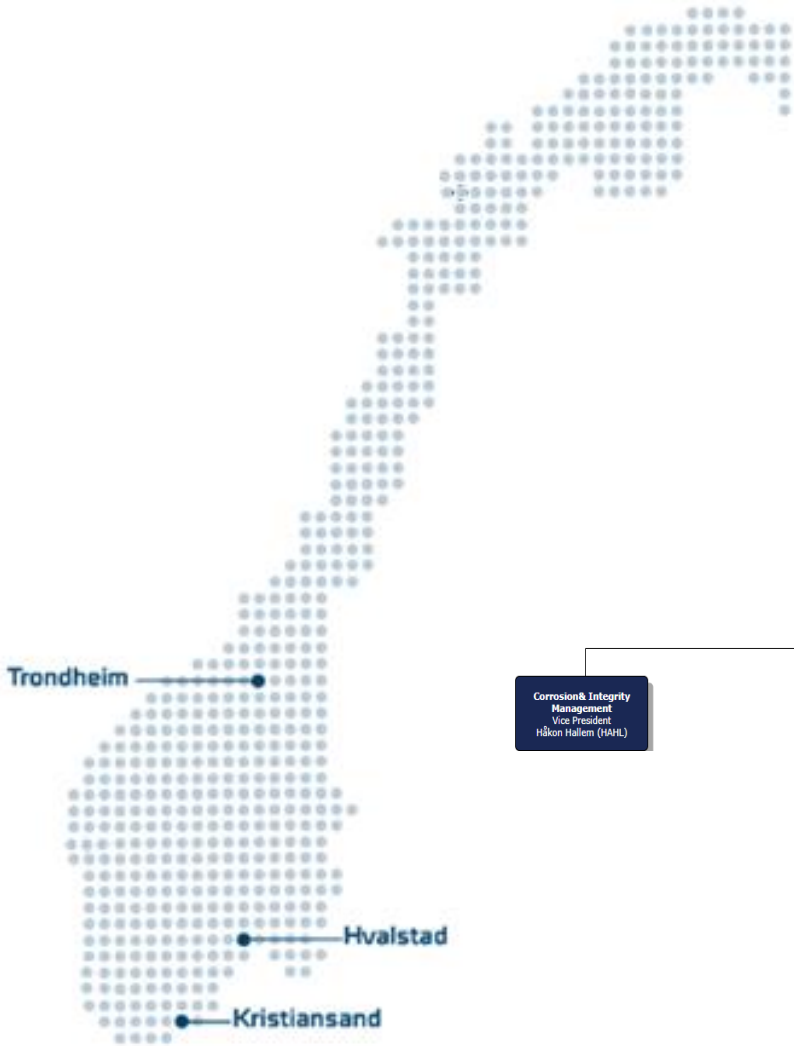 Trondheim
Corrosion& Integrity
Management
Vice President
Håkon Hallem (HAHL)
Hvalstad
Kristiansand